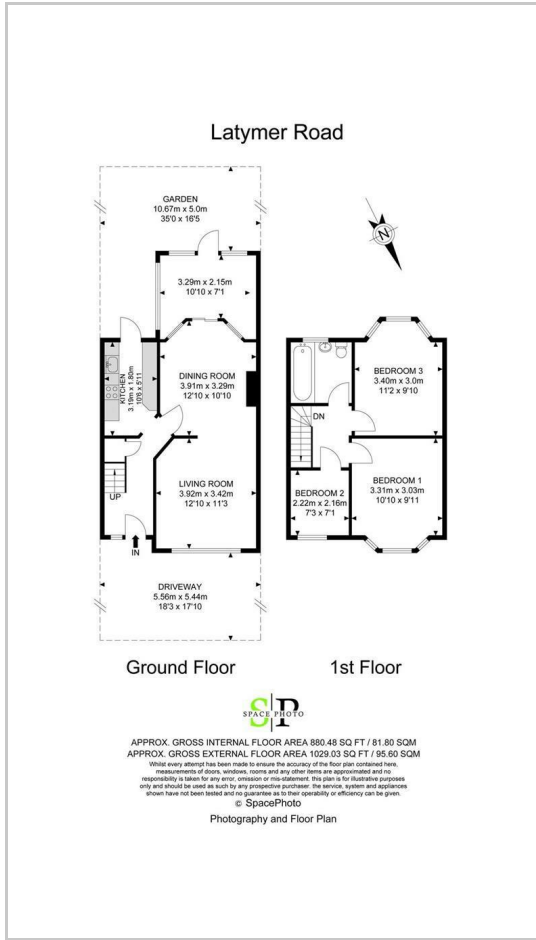 Latymer Road
GARDEN
10.67m x 5.0m
35'0 x 16'5
N
3.29m x 2.15m
10'10 x 7'1
KITCHEN
3.19m x 1.80m
10'6 x 5'11
DINING ROOM
3.91m x 3.29m
12'10 x 10'10
LIVING ROOM
3.92m x 3.42m
12'10 x 11'3
UP
IN
DRIVEWAY
5.56m x 5.44m
18'3 x 17'10
BEDROOM 3
3.40m x 3.0m
11'2 x 9'10
DN
BEDROOM 2
2.22m x 2.16m
7'3 x 7'1
BEDROOM 1
3.31m x 3.03m
10'10 x 9'11
Ground Floor
1st Floor
SP
SPACE PHOTO
APPROX. GROSS INTERNAL FLOOR AREA 880.48 SQ FT / 81.80 SQM
APPROX. GROSS EXTERNAL FLOOR AREA 1029.03 SQ FT / 95.60 SQM
Whilst every attempt has been made to ensure the accuracy of the floor plan contained here,
measurements of doors, windows, rooms and any other items are approximated and no
responsibility is taken for any error, omission or mis-statement. this plan is for illustrative purposes
only and should be used as such by any prospective purchaser. the service, system and appliances
shown have not been tested and no guarantee as to their operability or efficiency can be given.
© SpacePhoto
Photography and Floor Plan